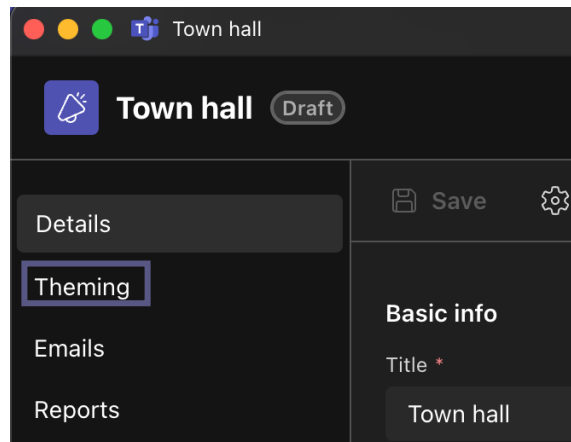 Town hall
Town hall Draft
Save
Details
Theming
Emails
Reports
Basic info
Title *
Town hall